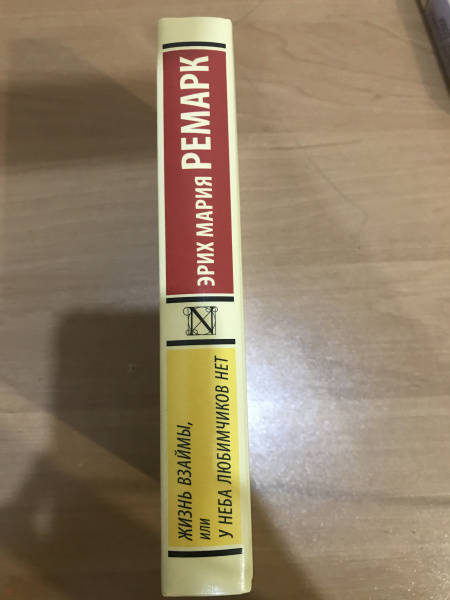 ЭРИХ МАРИЯ РЕМАРК
N
ЖИЗНЬ ВЗАЙМЫ,
ИЛИ
У НЕБА ЛЮБИМЧИКОВ НЕТ